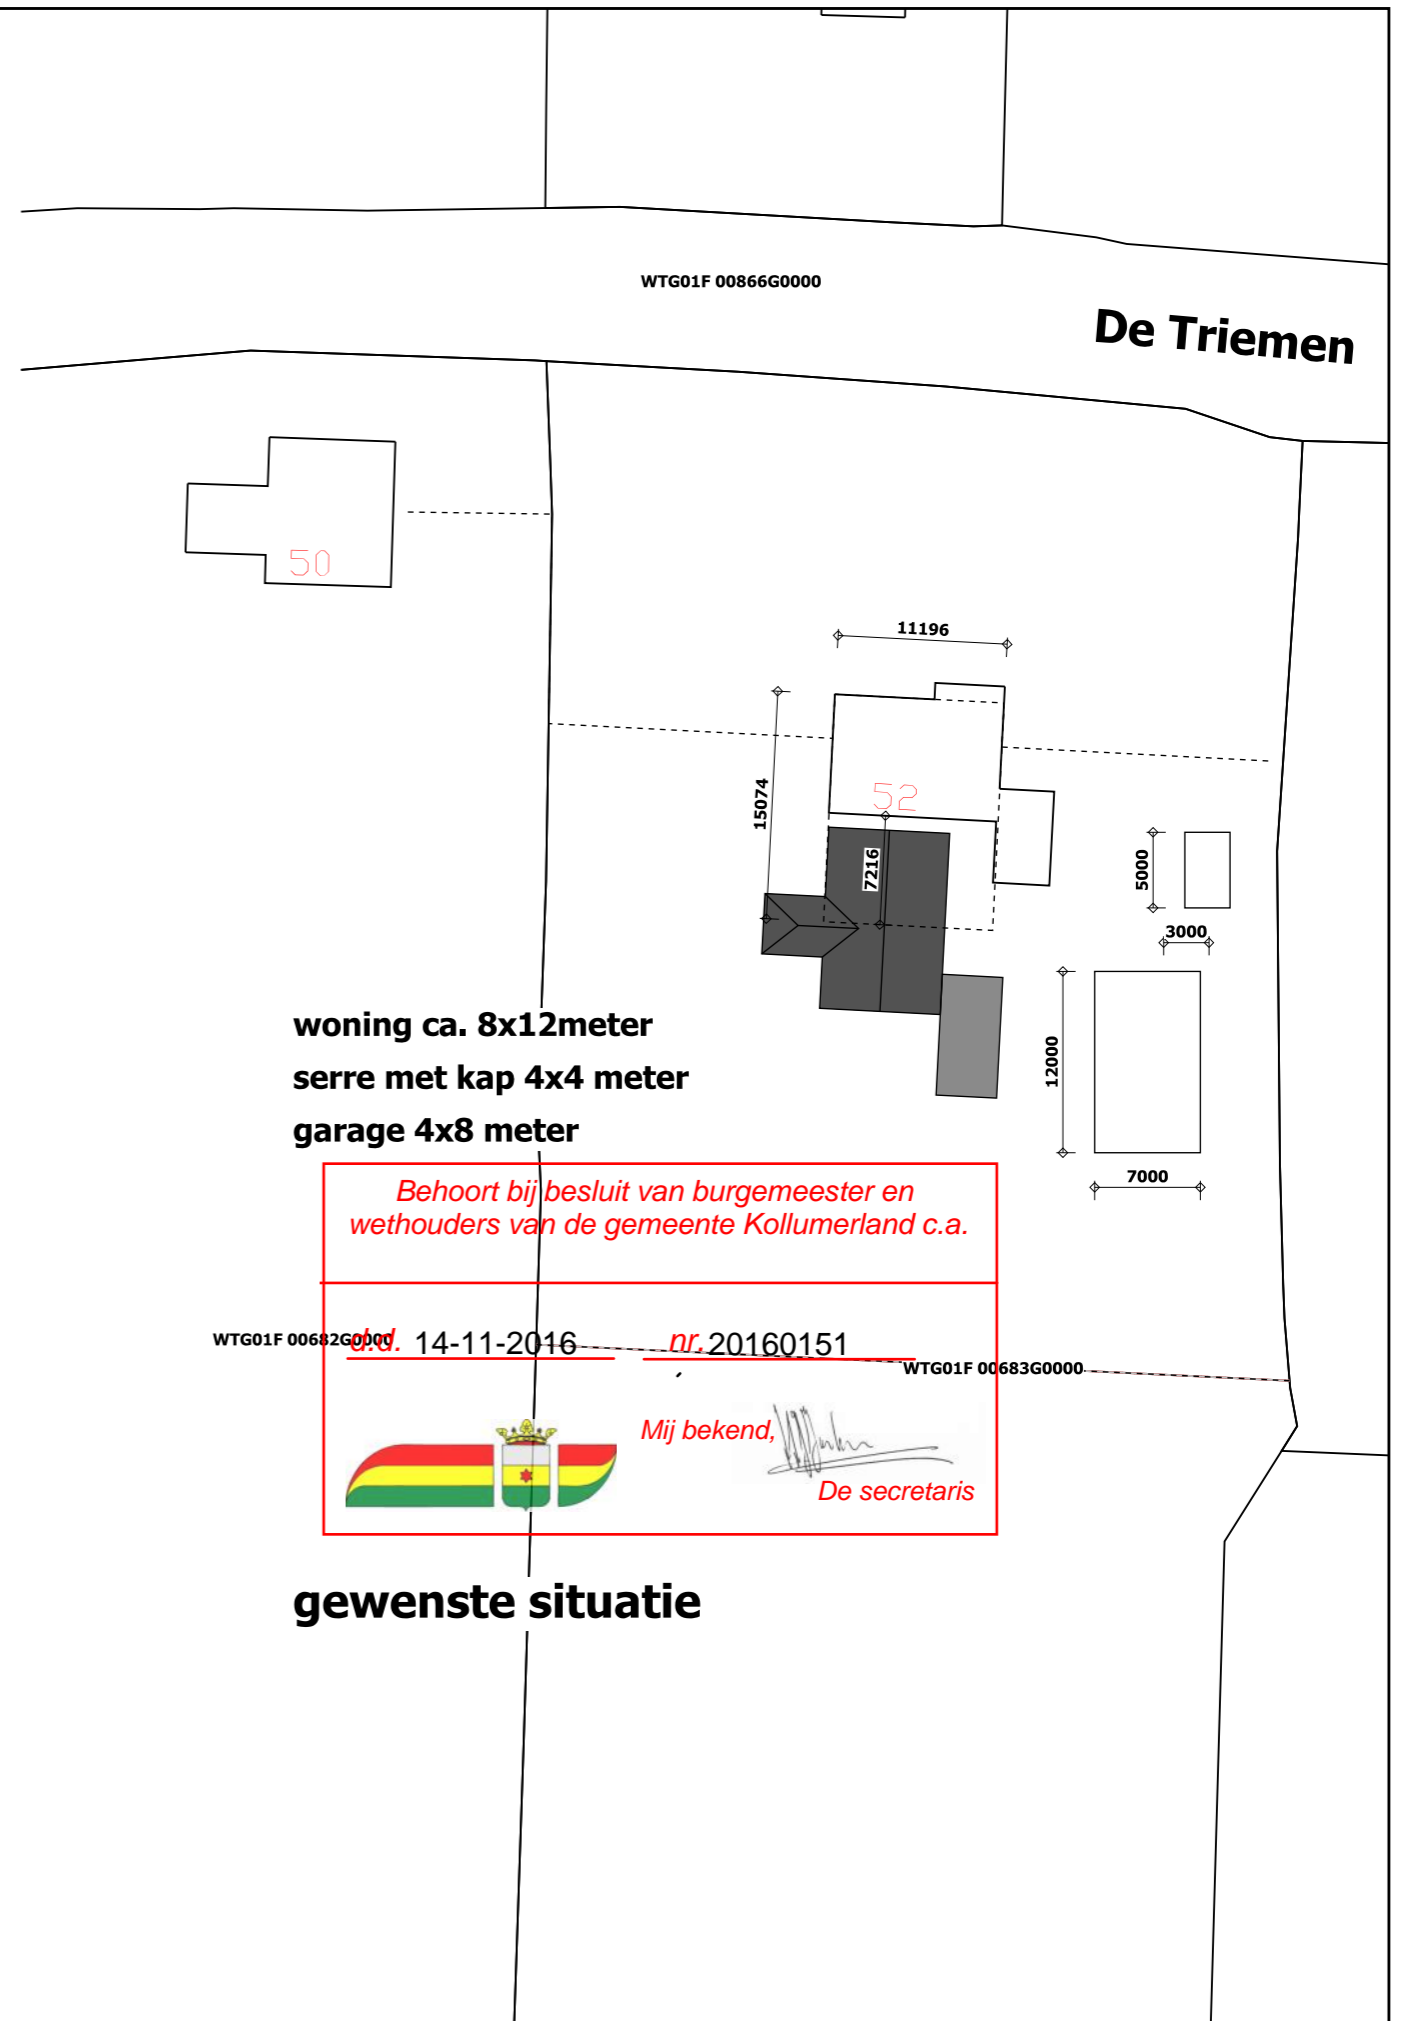 WTG01F 00866G0000
De Triemen
50
11196
15074
52
7216
5000
3000
12000
7000
woning ca. 8x12meter
serre met kap 4x4 meter
garage 4x8 meter
Behoort bij besluit van burgemeester en
wethouders van de gemeente Kollumerland c.a.
WTG01F 00682G0000
d.d. 14-11-2016 nr. 20160151
WTG01F 00683G0000
Mij bekend,
De secretaris
gewenste situatie